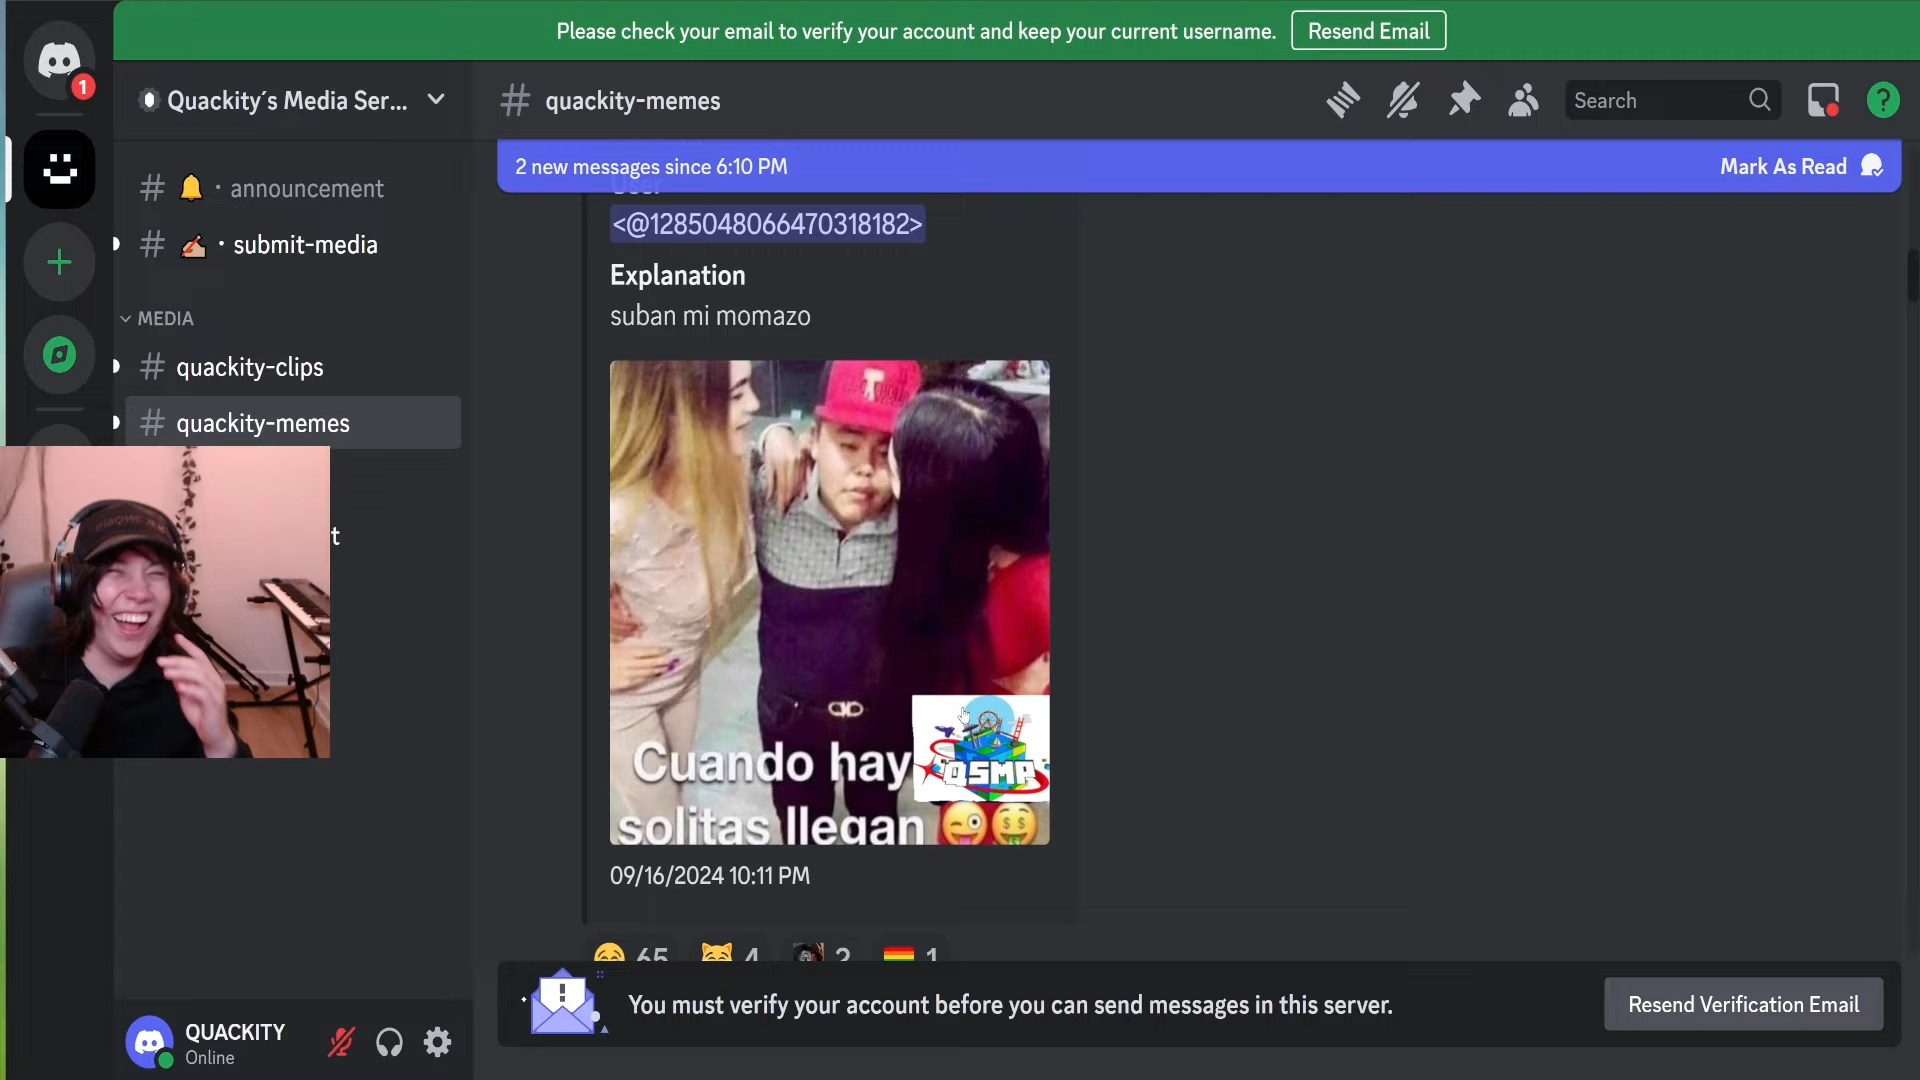 Please check your email to verify your account and keep your current username.
Resend Email
1
Quackity´s Media Ser...
quackity-memes
Search
2 new messages since 6:10 PM
Mark As Read
announcement
submit-media
MEDIA
quackity-clips
quackity-memes
t
User
<@1285048066470318182>
Explanation
suban mi momazo
T
Cuando hay
QSMP
solitas llegan
09/16/2024 10:11 PM
65
4
2
1
You must verify your account before you can send messages in this server.
Resend Verification Email
QUACKITY
Online